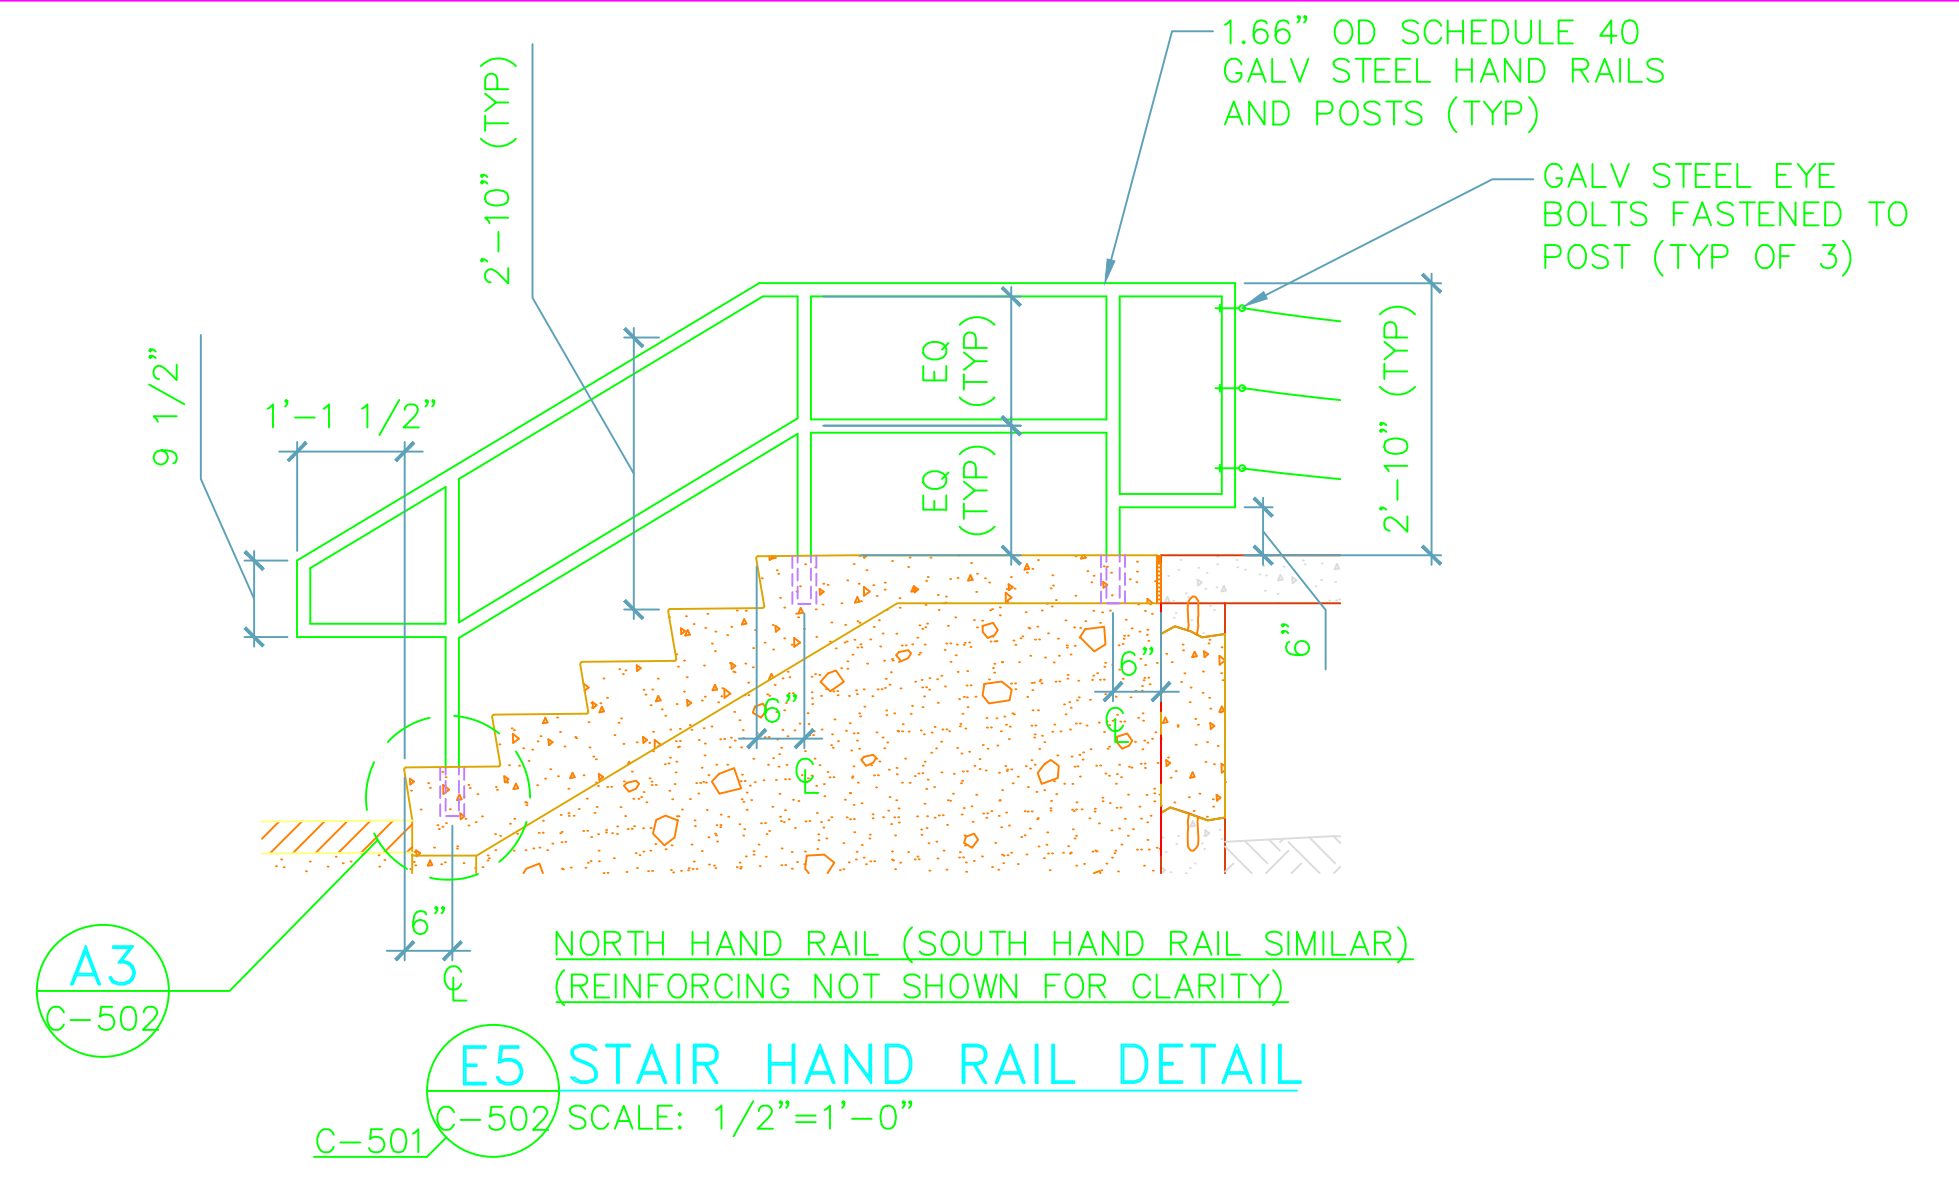 1.66" OD SCHEDULE 40
GALV STEEL HAND RAILS
AND POSTS (TYP)
GALV STEEL EYE
BOLTS FASTENED TO
POST (TYP OF 3)
2'-10" (TYP)
9 1/2"
1'-1 1/2"
EQ
(TYP)
EQ
(TYP)
2'-10" (TYP)
6"
6"
6"
℄
℄
6"
℄
A3
C-502
NORTH HAND RAIL (SOUTH HAND RAIL SIMILAR)
(REINFORCING NOT SHOWN FOR CLARITY)
E5
C-502
C-501
STAIR HAND RAIL DETAIL
SCALE: 1/2"=1'-0"